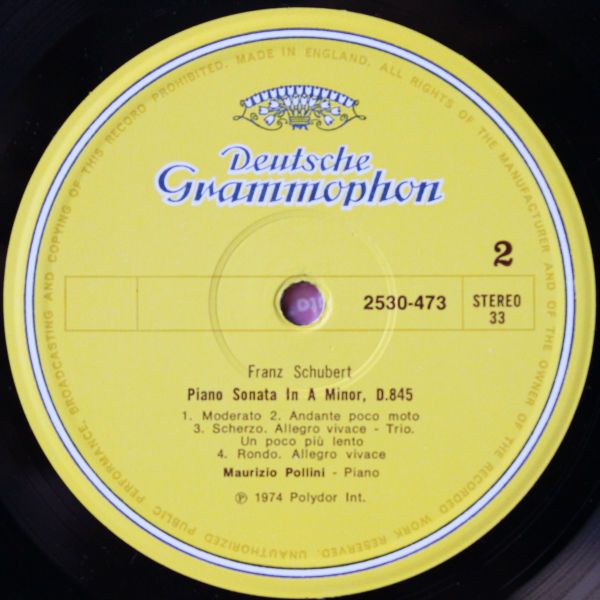 ALL RIGHTS OF THE MANUFACTURER AND OF THE OWNER OF THE RECORDED WORK RESERVED. UNAUTHORIZED PUBLIC PERFORMANCE, BROADCASTING AND COPYING OF THIS RECORD PROHIBITED. MADE IN ENGLAND.
Deutsche
Grammophon
2
2530-473
STEREO
33
Franz Schubert
Piano Sonata In A Minor, D.845
1. Moderato 2. Andante poco moto
3. Scherzo. Allegro vivace - Trio.
Un poco più lento
4. Rondo. Allegro vivace
Maurizio Pollini - Piano
℗ 1974 Polydor Int.